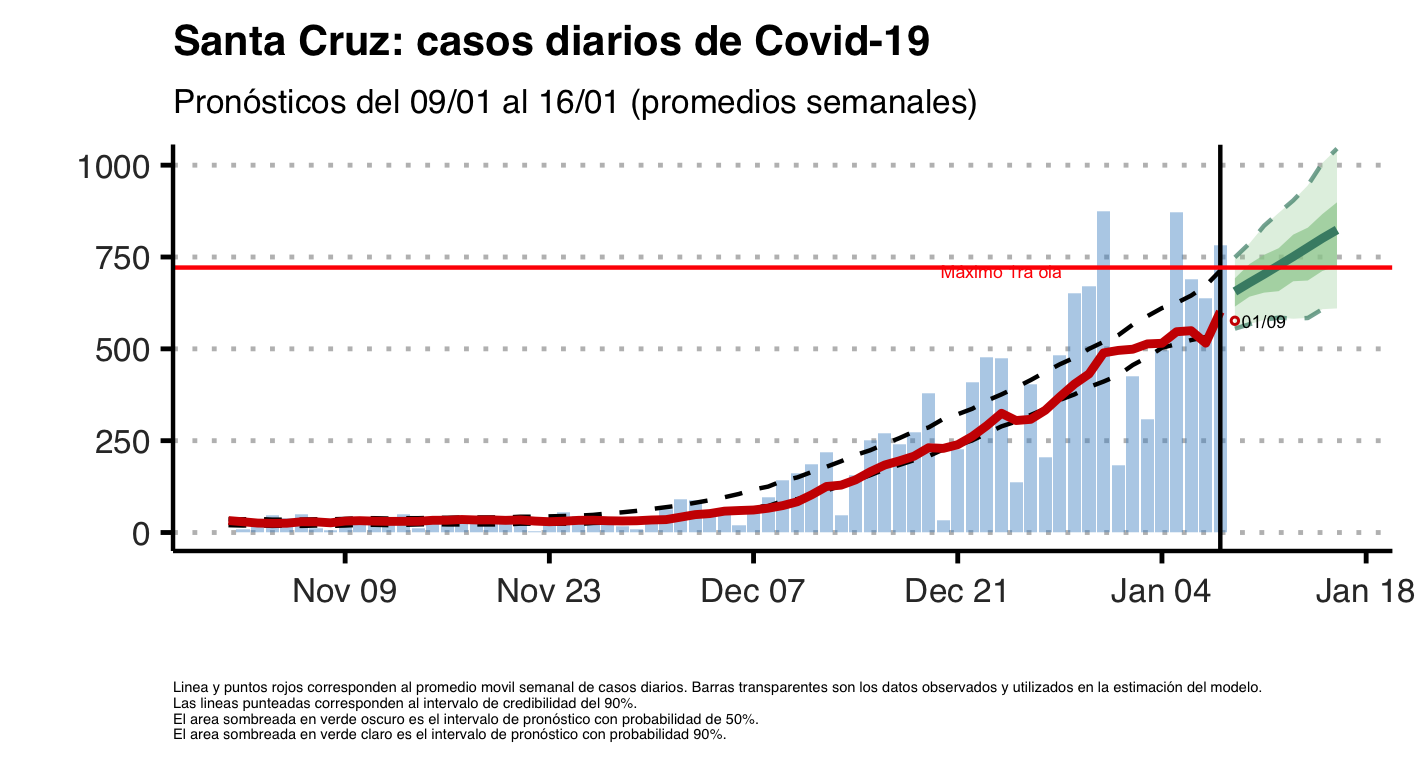 Santa Cruz: casos diarios de Covid-19
Pronósticos del 09/01 al 16/01 (promedios semanales)
1000
750
Máximo 1ra ola
500
01/09
250
0
Nov 09
Nov 23
Dec 07
Dec 21
Jan 04
Jan 18
Linea y puntos rojos corresponden al promedio movil semanal de casos diarios. Barras transparentes son los datos observados y utilizados en la estimación del modelo.
Las lineas punteadas corresponden al intervalo de credibilidad del 90%.
El area sombreada en verde oscuro es el intervalo de pronóstico con probabilidad de 50%.
El area sombreada en verde claro es el intervalo de pronóstico con probabilidad 90%.